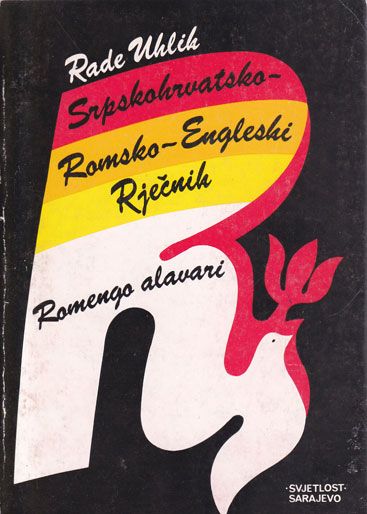 Rade Uhlik
Srpskohrvatsko-
Romsko-Engleski
Rječnik
Romengo alavari
·SVJETLOST·
SARAJEVO